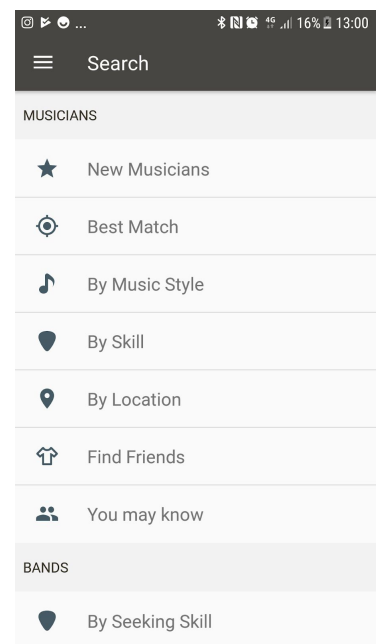 ... 4G 16% 13:00
Search
MUSICIANS
New Musicians
Best Match
By Music Style
By Skill
By Location
Find Friends
You may know
BANDS
By Seeking Skill